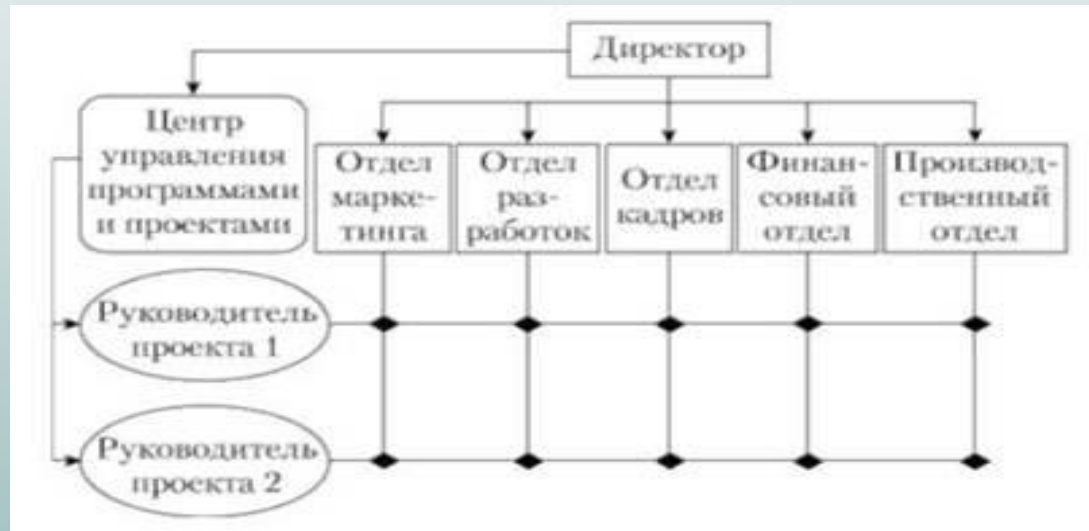 Директор
Центр
управления
программами
и проектами
Отдел
марке-
тинга
Отдел
раз-
работок
Отдел
кадров
Финан-
совый
отдел
Производ-
ственный
отдел
Руководитель
проекта 1
Руководитель
проекта 2